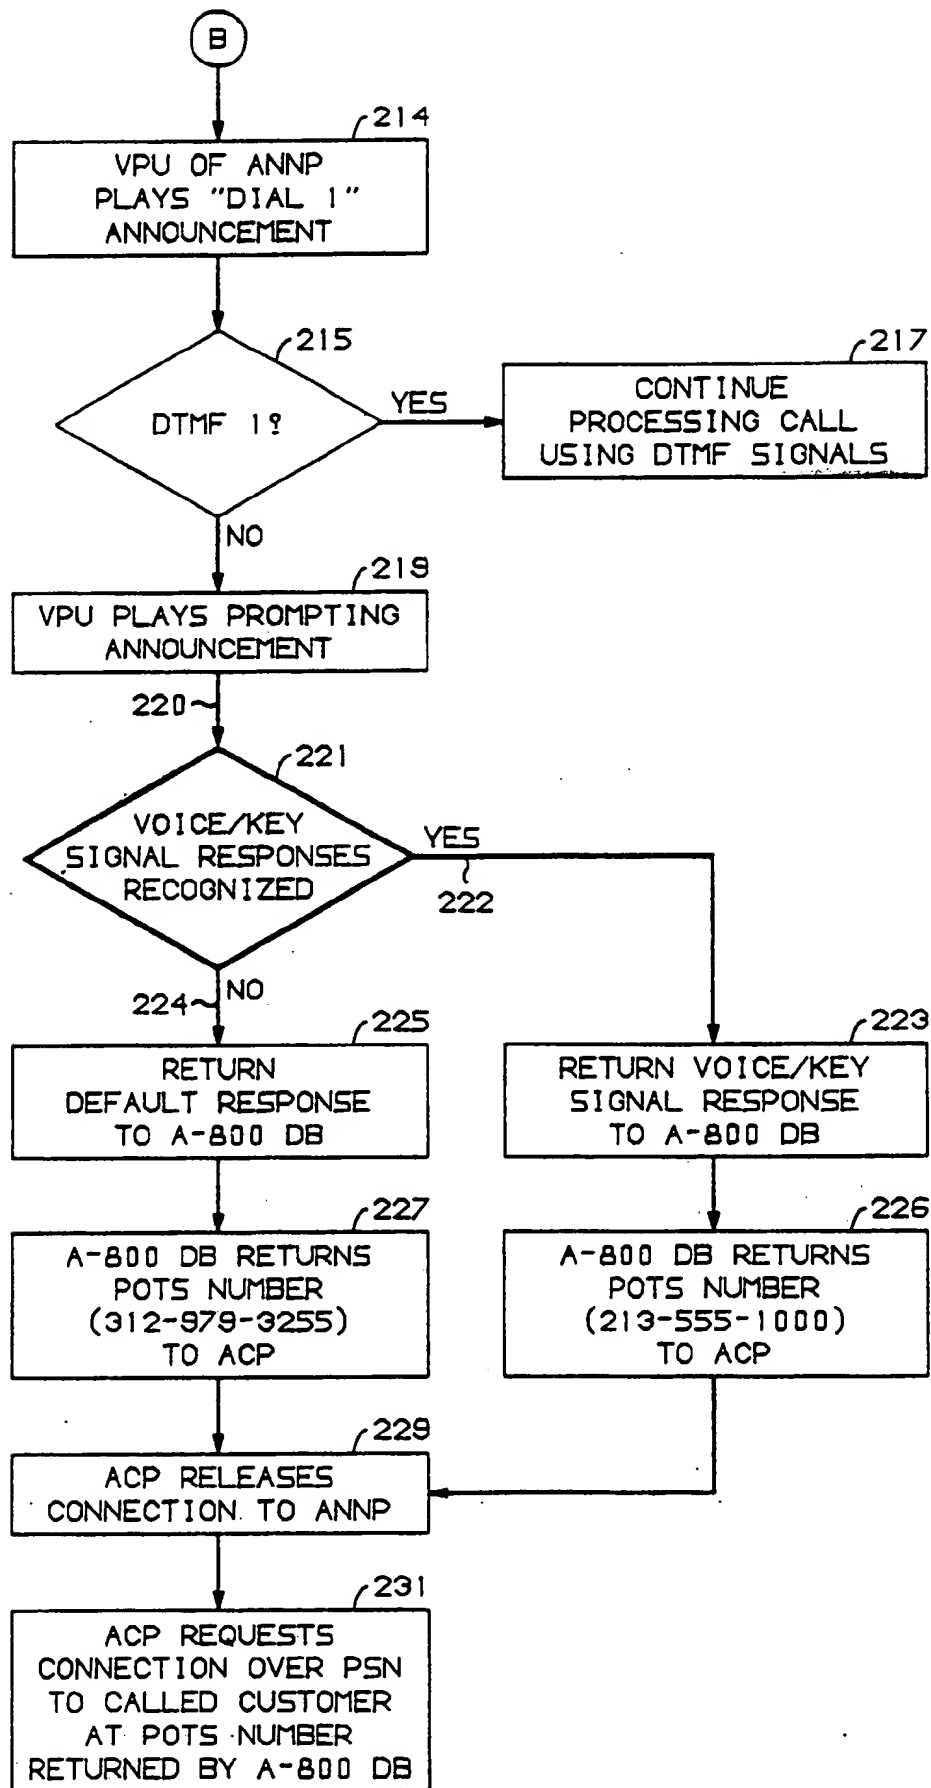 B
214
VPU OF ANNP
PLAYS "DIAL 1"
ANNOUNCEMENT
215
DTMF 1?
YES
217
CONTINUE
PROCESSING CALL
USING DTMF SIGNALS
NO
219
VPU PLAYS PROMPTING
ANNOUNCEMENT
220
221
VOICE/KEY
SIGNAL RESPONSES
RECOGNIZED
YES
222
224
NO
225
RETURN
DEFAULT RESPONSE
TO A-800 DB
223
RETURN VOICE/KEY
SIGNAL RESPONSE
TO A-800 DB
227
A-800 DB RETURNS
POTS NUMBER
(312-979-3255)
TO ACP
226
A-800 DB RETURNS
POTS NUMBER
(213-555-1000)
TO ACP
229
ACP RELEASES
CONNECTION TO ANNP
231
ACP REQUESTS
CONNECTION OVER PSN
TO CALLED CUSTOMER
AT POTS NUMBER
RETURNED BY A-800 DB